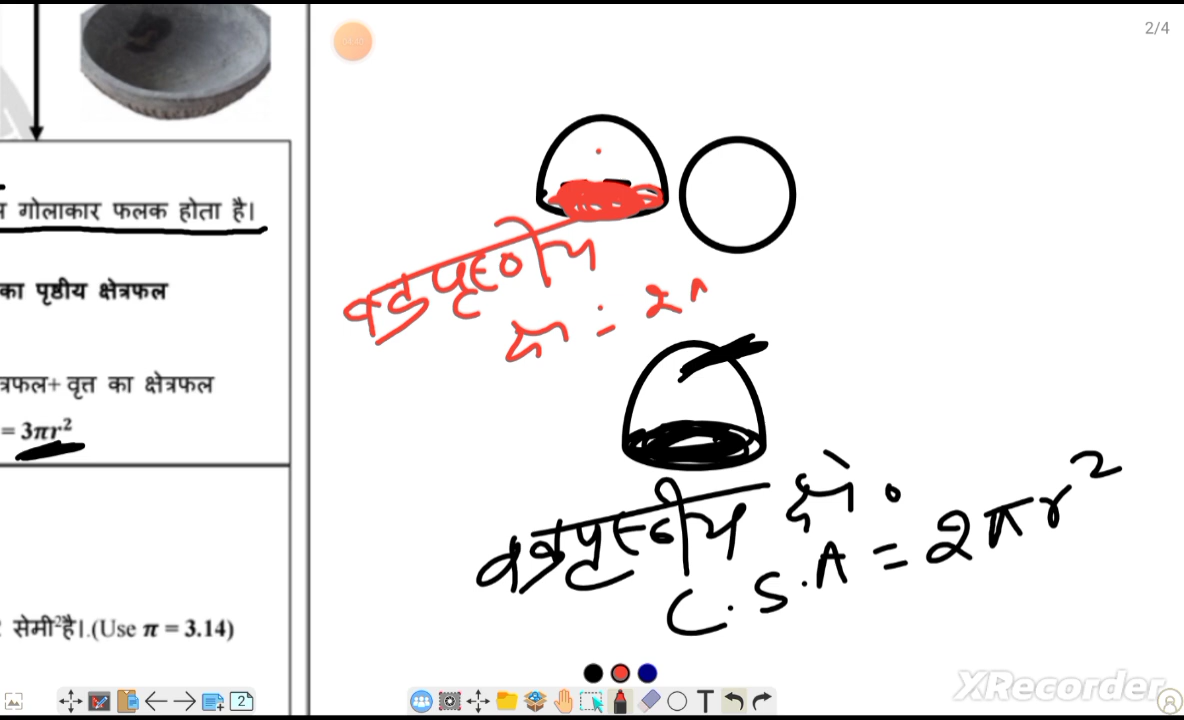 2/4
गोलाकार फलक होता है।
का पृष्ठीय क्षेत्रफल
त्रफल+ वृत्त का क्षेत्रफल
= 3πr²
सेमी²है।.(Use π = 3.14)
वक्रपृष्ठीय
क्षे = 2
वक्रपृष्ठीय क्षे०
C.S.A = 2πr²
2
T
XRecorder